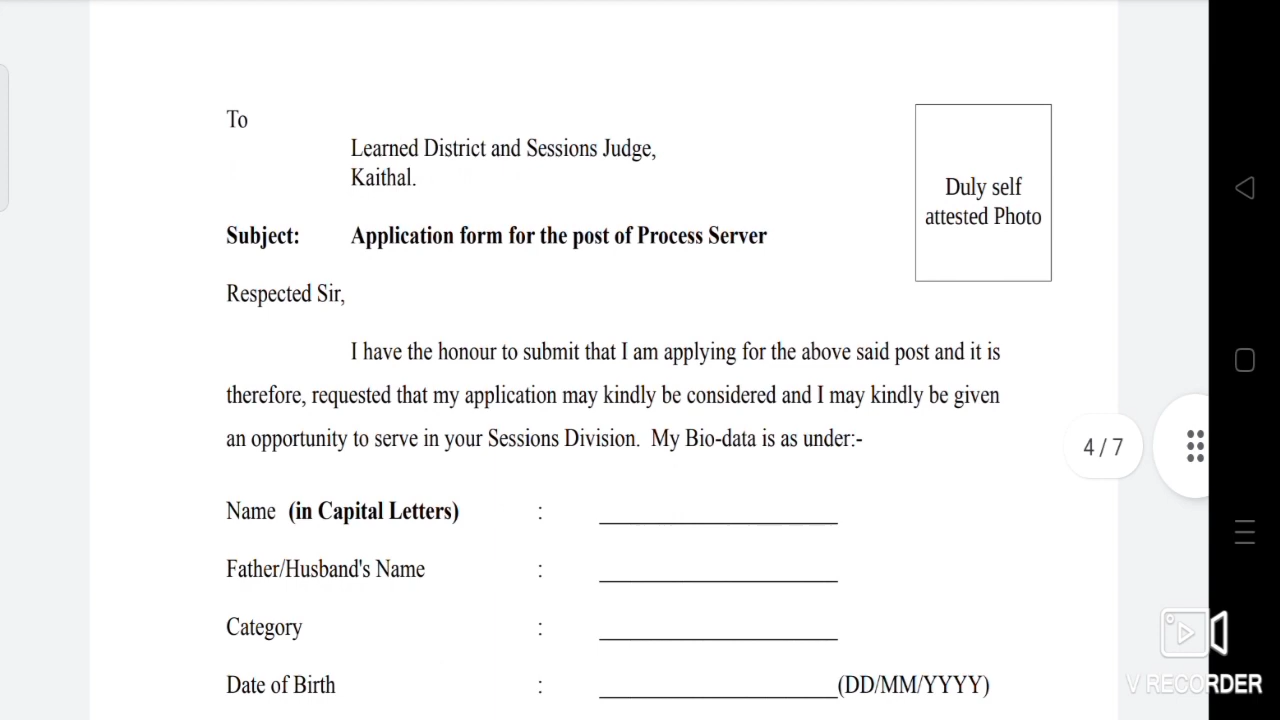 To
Learned District and Sessions Judge,
Kaithal.
Duly self
attested Photo
Subject: Application form for the post of Process Server
Respected Sir,
I have the honour to submit that I am applying for the above said post and it is
therefore, requested that my application may kindly be considered and I may kindly be given
an opportunity to serve in your Sessions Division. My Bio-data is as under:-
4 / 7
Name (in Capital Letters) : ____________________
Father/Husband's Name : ____________________
Category : ____________________
Date of Birth : ____________________(DD/MM/YYYY)
V RECORDER